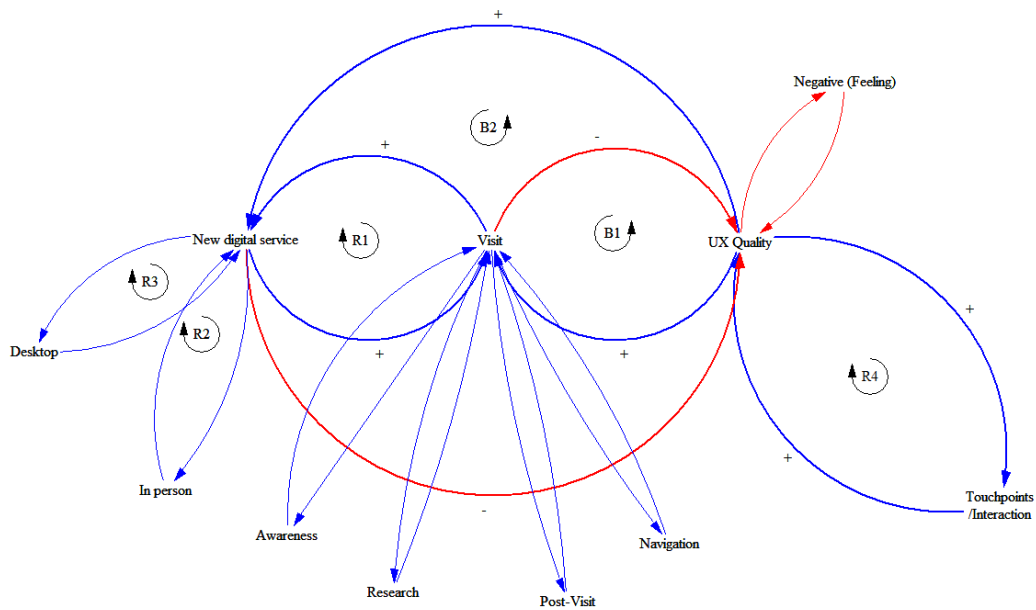 +
Negative (Feeling)
B2
+
-
New digital service
R1
Visit
B1
UX Quality
R3
+
R2
Desktop
+
+
R4
+
In person
-
Touchpoints
/Interaction
Awareness
Navigation
Research
Post-Visit